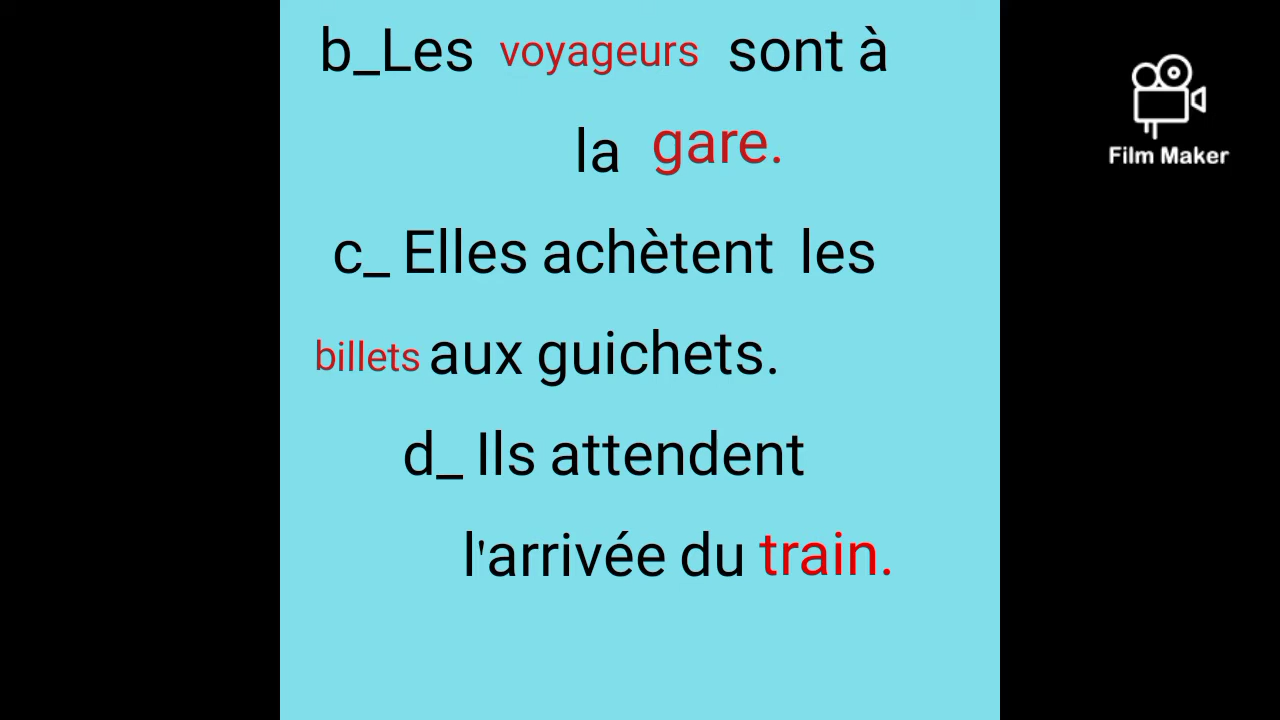 b_Les voyageurs sont à
la gare.
c_ Elles achètent les
billets aux guichets.
d_ Ils attendent
l'arrivée du train.
Film Maker